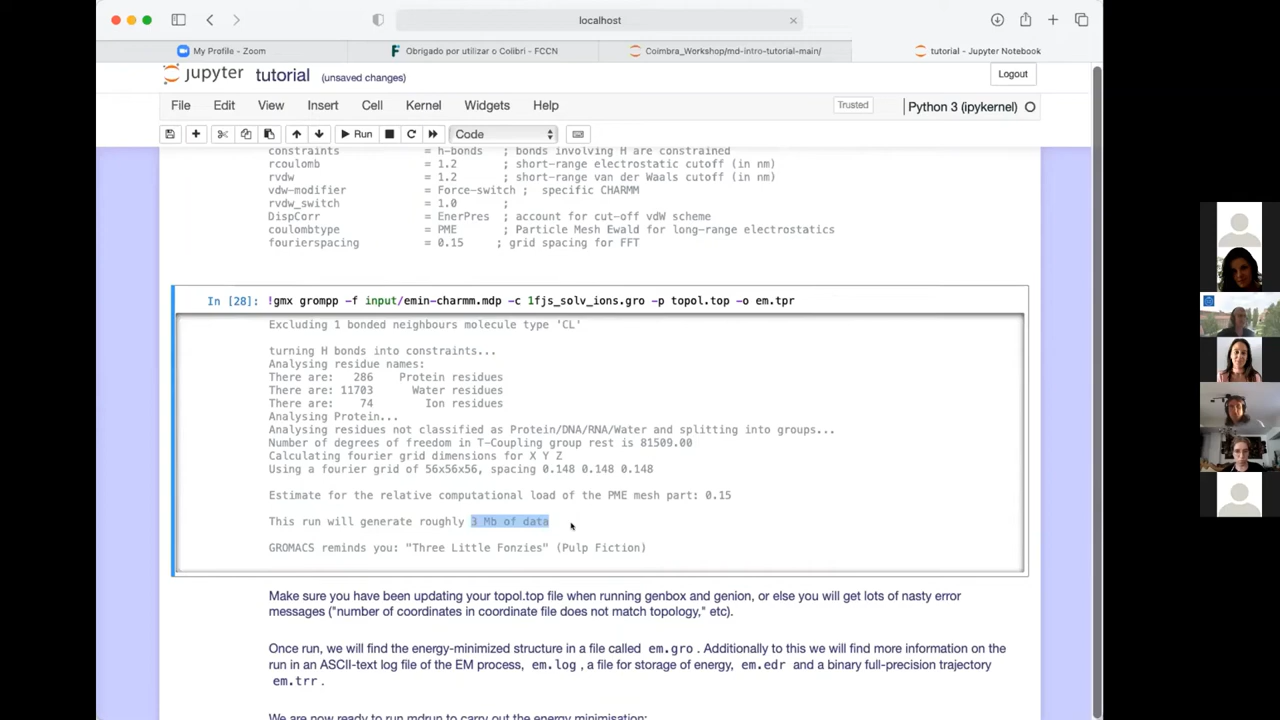 localhost
My Profile - Zoom
Obrigado por utilizar o Colibri - FCCN
Coimbra_Workshop/md-intro-tutorial-main/
tutorial - Jupyter Notebook
jupyter tutorial (unsaved changes)
Logout
File Edit View Insert Cell Kernel Widgets Help
Trusted
Python 3 (ipykernel)
Run
Code
constraints = h-bonds ; bonds involving H are constrained
rcoulomb = 1.2 ; short-range electrostatic cutoff (in nm)
rvdw = 1.2 ; short-range van der Waals cutoff (in nm)
vdw-modifier = Force-switch ; specific CHARMM
rvdw_switch = 1.0 ;
DispCorr = EnerPres ; account for cut-off vdW scheme
coulombtype = PME ; Particle Mesh Ewald for long-range electrostatics
fourierspacing = 0.15 ; grid spacing for FFT
In [28]: !gmx grompp -f input/emin-charmm.mdp -c 1fjs_solv_ions.gro -p topol.top -o em.tpr
Excluding 1 bonded neighbours molecule type 'CL'
turning H bonds into constraints...
Analysing residue names:
There are: 286 Protein residues
There are: 11703 Water residues
There are: 74 Ion residues
Analysing Protein...
Analysing residues not classified as Protein/DNA/RNA/Water and splitting into groups...
Number of degrees of freedom in T-Coupling group rest is 81509.00
Calculating fourier grid dimensions for X Y Z
Using a fourier grid of 56x56x56, spacing 0.148 0.148 0.148
Estimate for the relative computational load of the PME mesh part: 0.15
This run will generate roughly 3 Mb of data
GROMACS reminds you: "Three Little Fonzies" (Pulp Fiction)
Make sure you have been updating your topol.top file when running genbox and genion, or else you will get lots of nasty error
messages ("number of coordinates in coordinate file does not match topology," etc).
Once run, we will find the energy-minimized structure in a file called em.gro . Additionally to this we will find more information on the
run in an ASCII-text log file of the EM process, em.log , a file for storage of energy, em.edr and a binary full-precision trajectory
em.trr .
We are now ready to run mdrun to carry out the energy minimisation: